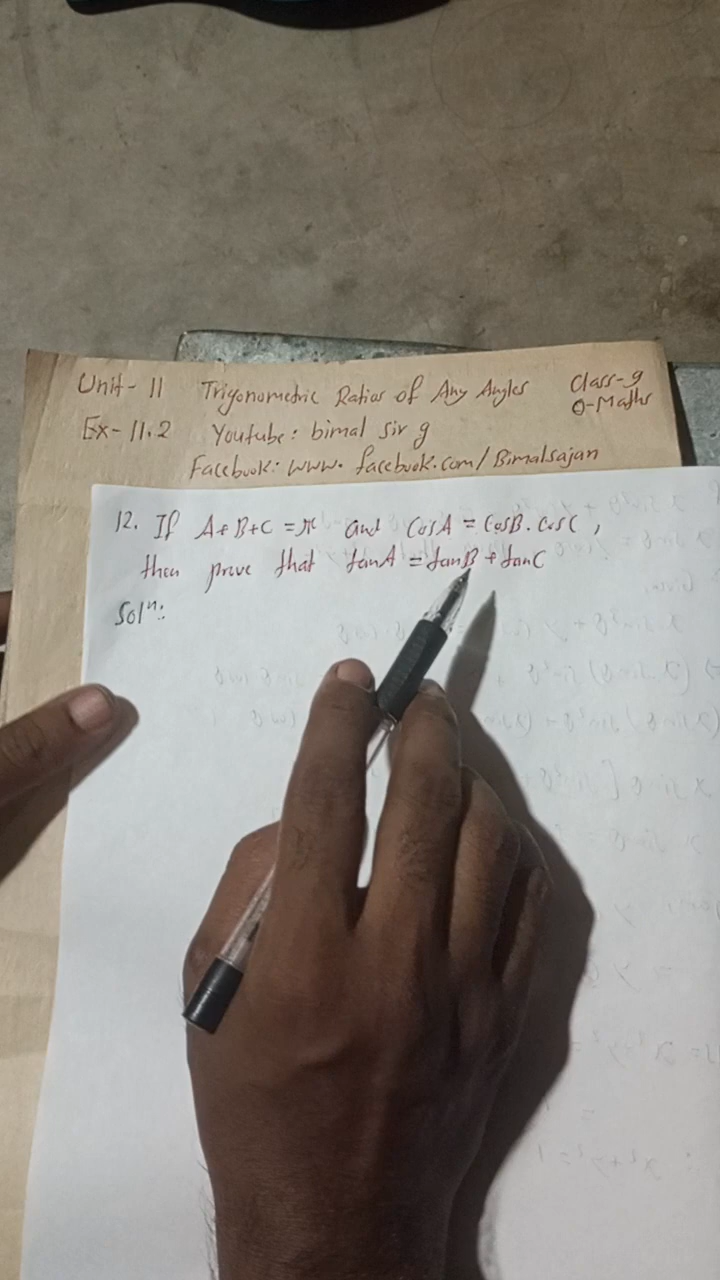 Unit- 11 Trigonometric Ratios of Any Angles Class-9
O-Maths
Ex- 11.2 Youtube: bimal sir g
Facebook: www. facebook.com/Bimalsajan
12. If A+B+C = π and CosA = CosB. CosC,
then prove that tanA = tanB + tanC
Solⁿ: